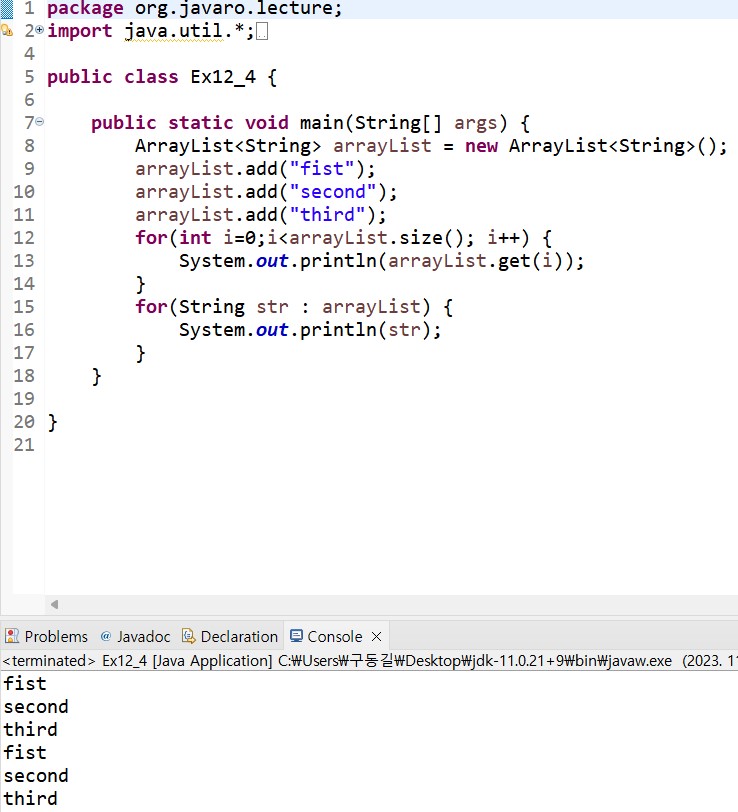 1 package org.javaro.lecture;
2 import java.util.*;
4
5 public class Ex12_4 {
6
7     public static void main(String[] args) {
8         ArrayList<String> arrayList = new ArrayList<String>();
9         arrayList.add("fist");
10         arrayList.add("second");
11         arrayList.add("third");
12         for(int i=0;i<arrayList.size(); i++) {
13             System.out.println(arrayList.get(i));
14         }
15         for(String str : arrayList) {
16             System.out.println(str);
17         }
18     }
19
20 }
21
Problems @ Javadoc Declaration Console
<terminated> Ex12_4 [Java Application] C:₩Users₩구동길₩Desktop₩jdk-11.0.21+9₩bin₩javaw.exe (2023. 11
fist
second
third
fist
second
third